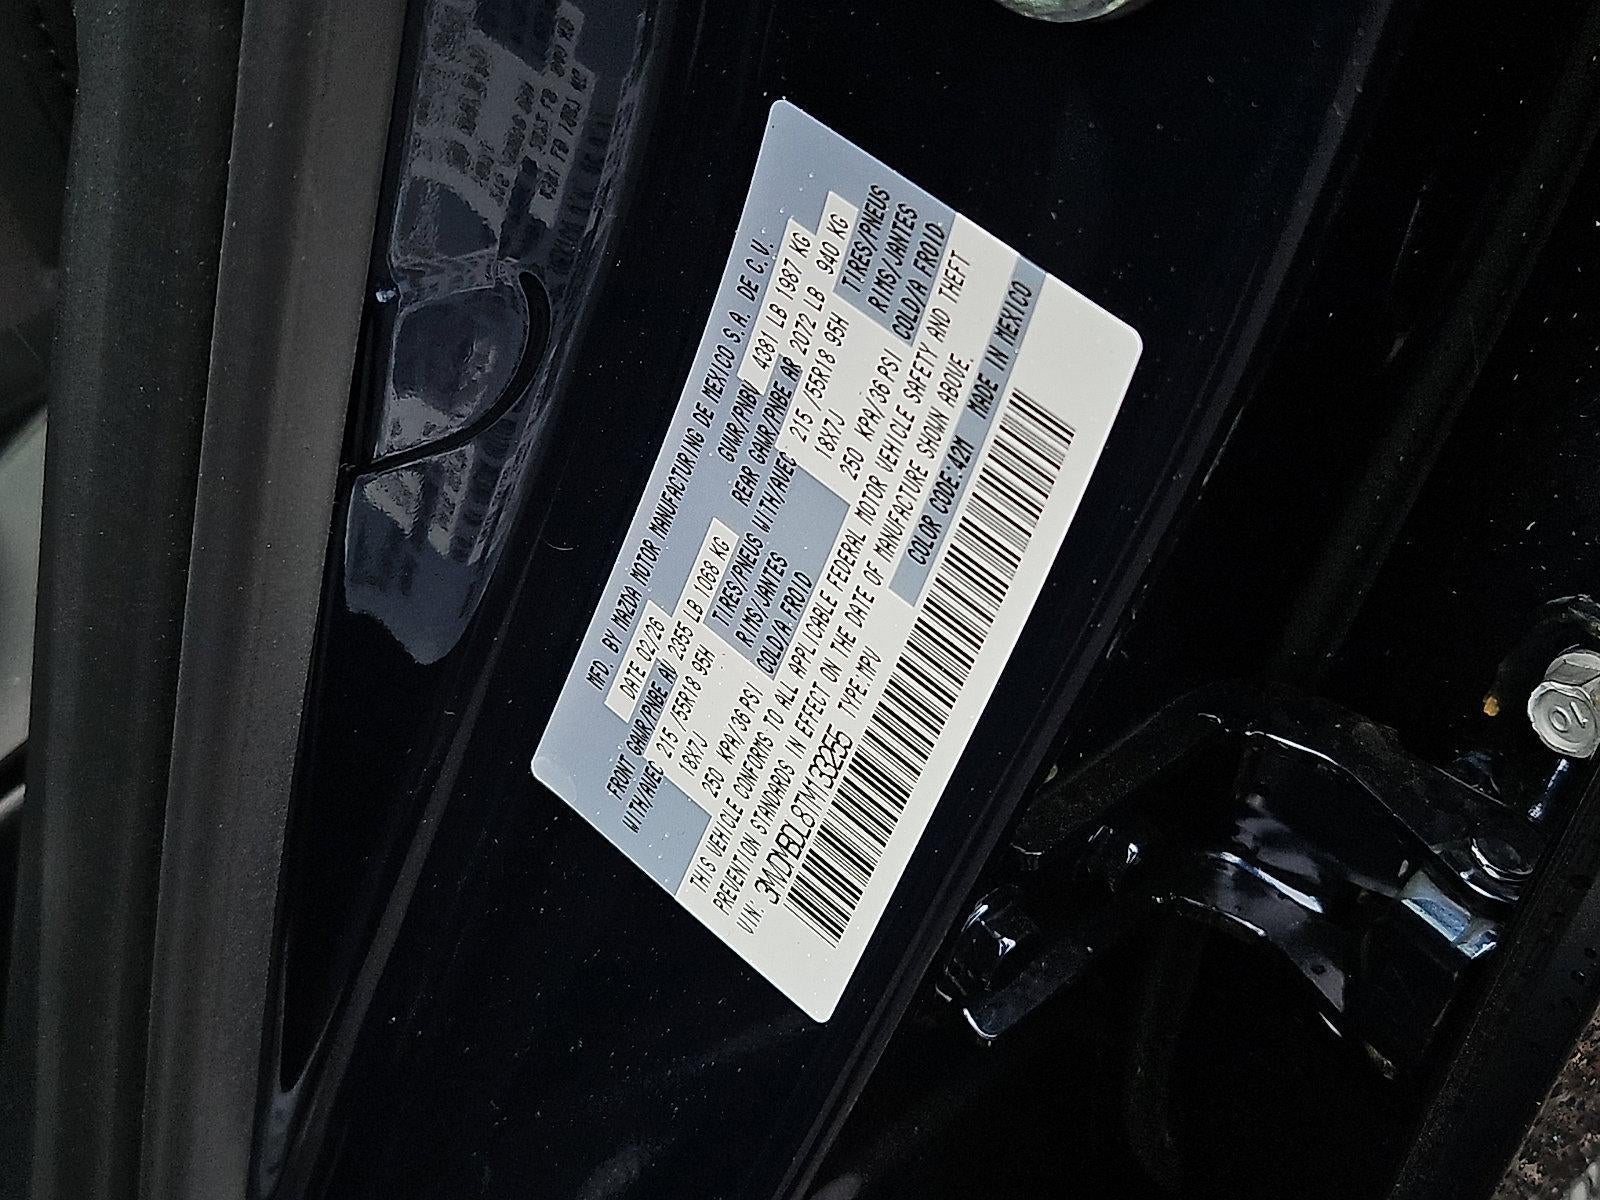 MFD. BY MAZDA MOTOR MANUFACTURING DE MEXICO S.A. DE C.V.
DATE 02/26 GVWR/PNBV 4381 LB 1987 KG
FRONT GAWR/PNBE AV 2355 LB 1068 KG REAR GAWR/PNBE AR 2072 LB 940 KG
WITH/AVEC 215 /55R18 95H TIRES/PNEUS WITH/AVEC 215 /55R18 95H TIRES/PNEUS
18X7J RIMS/JANTES 18X7J RIMS/JANTES
250 KPA/36 PSI COLD/A FROID 250 KPA/36 PSI COLD/A FROID
THIS VEHICLE CONFORMS TO ALL APPLICABLE FEDERAL MOTOR VEHICLE SAFETY AND THEFT
PREVENTION STANDARDS IN EFFECT ON THE DATE OF MANUFACTURE SHOWN ABOVE.
VIN: 3MVDMBDL8TM133255 TYPE:MPV COLOR CODE:42M MADE IN MEXICO
10